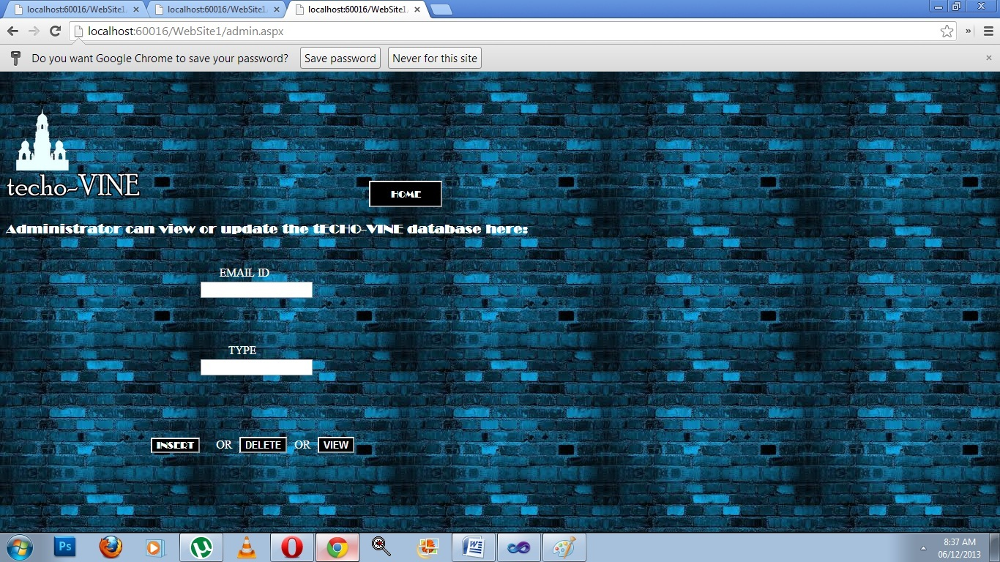 localhost:60016/WebSite1/
localhost:60016/WebSite1/
localhost:60016/WebSite1/
localhost:60016/WebSite1/admin.aspx
»
Do you want Google Chrome to save your password? Save password Never for this site
techo-VINE
HOME
Administrator can view or update the tECHO-VINE database here:
EMAIL ID
TYPE
INSERT OR DELETE OR VIEW
Ps
W
8:37 AM
06/12/2013